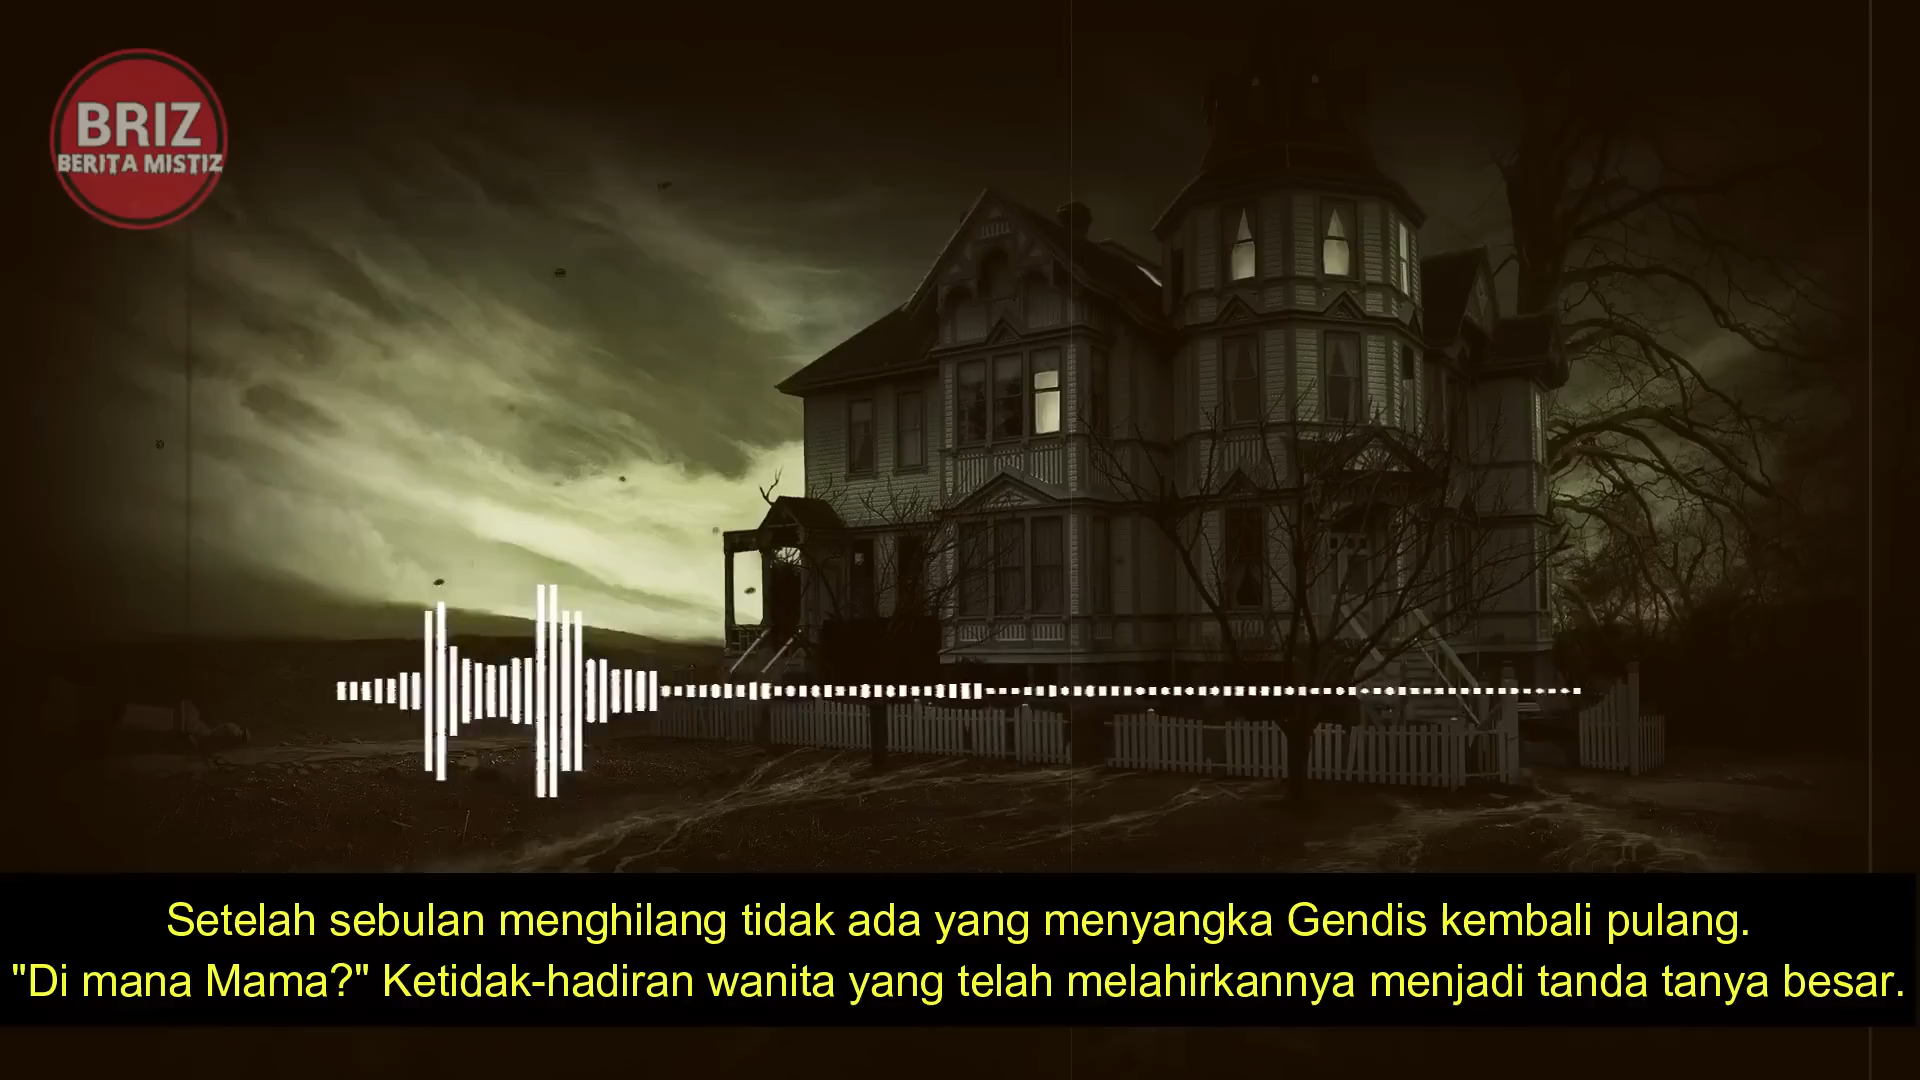 BRIZ
BERITA MISTIZ
Setelah sebulan menghilang tidak ada yang menyangka Gendis kembali pulang.
"Di mana Mama?" Ketidak-hadiran wanita yang telah melahirkannya menjadi tanda tanya besar.